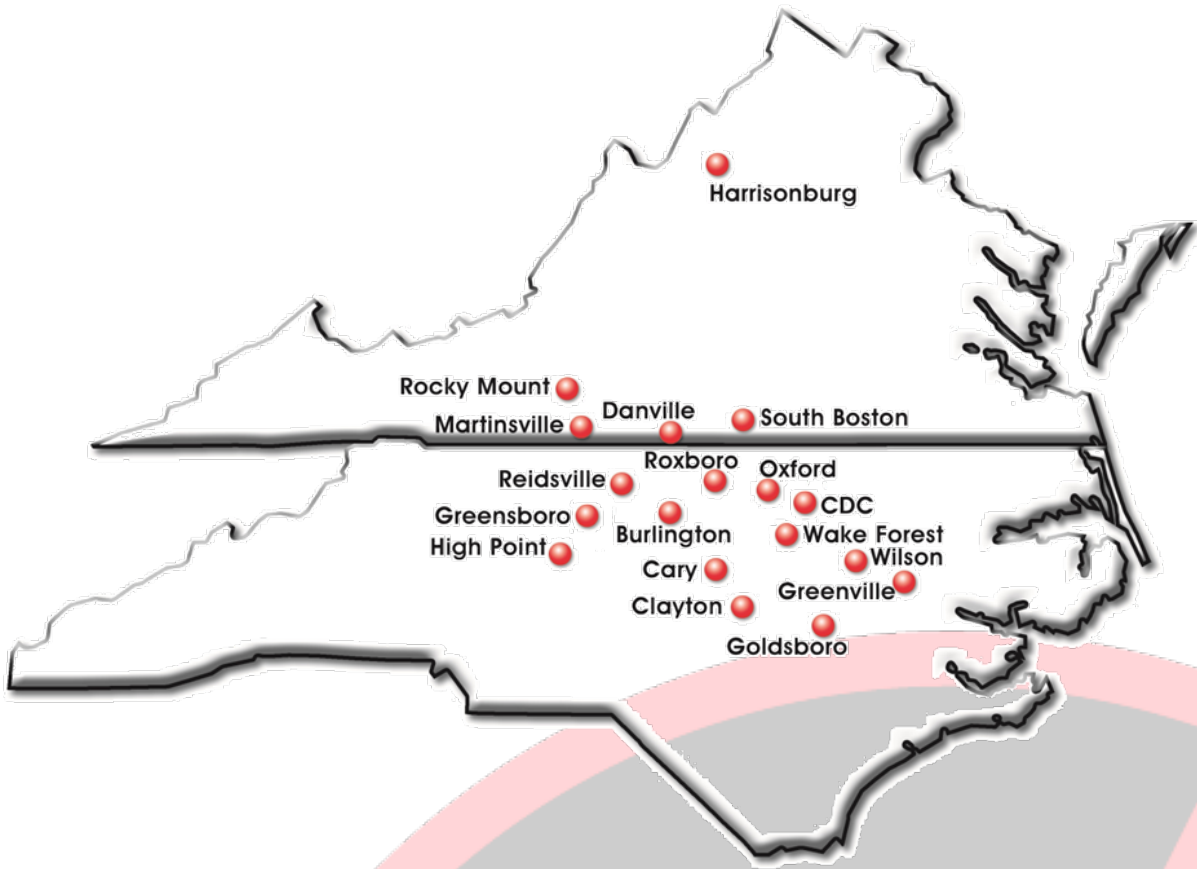 Harrisonburg
Rocky Mount
Danville
South Boston
Martinsville
Roxboro
Oxford
Reidsville
CDC
Greensboro
Burlington
Wake Forest
High Point
Wilson
Cary
Greenville
Clayton
Goldsboro